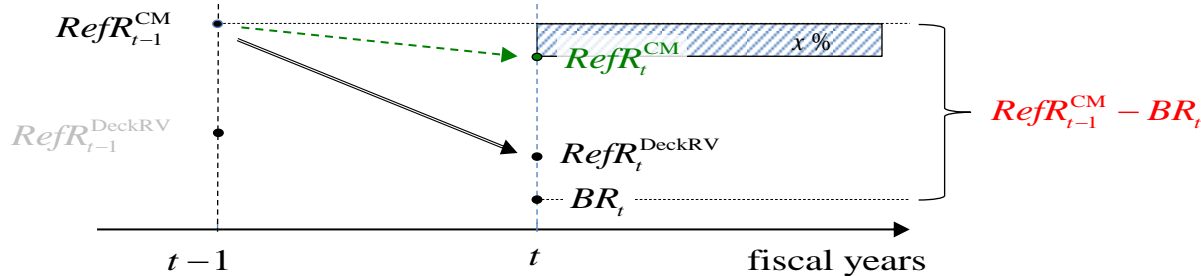 RefR_{t-1}^{CM}
x %
RefR_t^{CM}
RefR_{t-1}^{CM} − BR_t
RefR_{t-1}^{DeckRV}
RefR_t^{DeckRV}
BR_t
t − 1
t
fiscal years